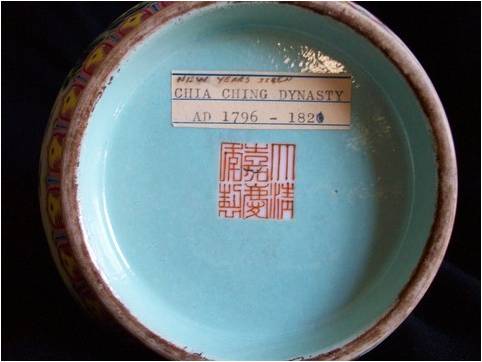 NEW YEARS
CHIA CHING DYNASTY
AD 1796 - 1820
大清
嘉慶
年製